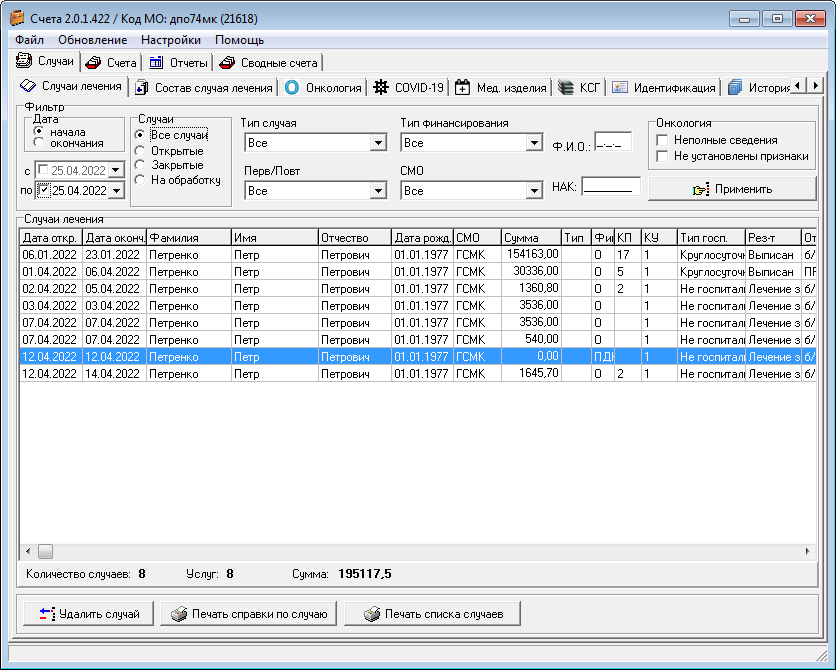 Счета 2.0.1.422 / Код МО: дпо74мк (21618)
Файл Обновление Настройки Помощь
Случаи Счета Отчеты Сводные счета
Случаи лечения Состав случая лечения Онкология COVID-19 Мед. изделия КСГ Идентификация История
Фильтр
Дата Случаи Тип случая Тип Финансирования Онкология
начала Все случаи Все Все Ф.И.О.: _-_-_ Неполные сведения
окончания Открытые Не установлены признаки
с 25.04.2022 Закрытые Перв/Повт СМО
по 25.04.2022 На обработку Все Все НАК: Применить
Случаи лечения
Дата откр. Дата оконч. Фамилия Имя Отчество Дата рожд. СМО Сумма Тип Фин КП КУ Тип госп. Рез-т От
06.01.2022 23.01.2022 Петренко Петр Петрович 01.01.1977 ГСМК 154163,00 О 17 1 Круглосуточн Выписан б/
01.04.2022 06.04.2022 Петренко Петр Петрович 01.01.1977 ГСМК 30336,00 О 5 1 Круглосуточн Выписан ПР
02.04.2022 05.04.2022 Петренко Петр Петрович 01.01.1977 ГСМК 1360,80 О 2 1 Не госпитали Лечение з б/
03.04.2022 03.04.2022 Петренко Петр Петрович 01.01.1977 ГСМК 3536,00 О 1 Не госпитали Лечение з б/
07.04.2022 07.04.2022 Петренко Петр Петрович 01.01.1977 ГСМК 3536,00 О 1 Не госпитали Лечение з б/
07.04.2022 07.04.2022 Петренко Петр Петрович 01.01.1977 ГСМК 540,00 О 1 Не госпитали Лечение з б/
12.04.2022 12.04.2022 Петренко Петр Петрович 01.01.1977 ГСМК 0,00 ПДН 1 Не госпитали Лечение з б/
12.04.2022 14.04.2022 Петренко Петр Петрович 01.01.1977 ГСМК 1645,70 О 2 1 Не госпитали Лечение з б/
Количество случаев: 8 Услуг: 8 Сумма: 195117,5
Удалить случай Печать справки по случаю Печать списка случаев